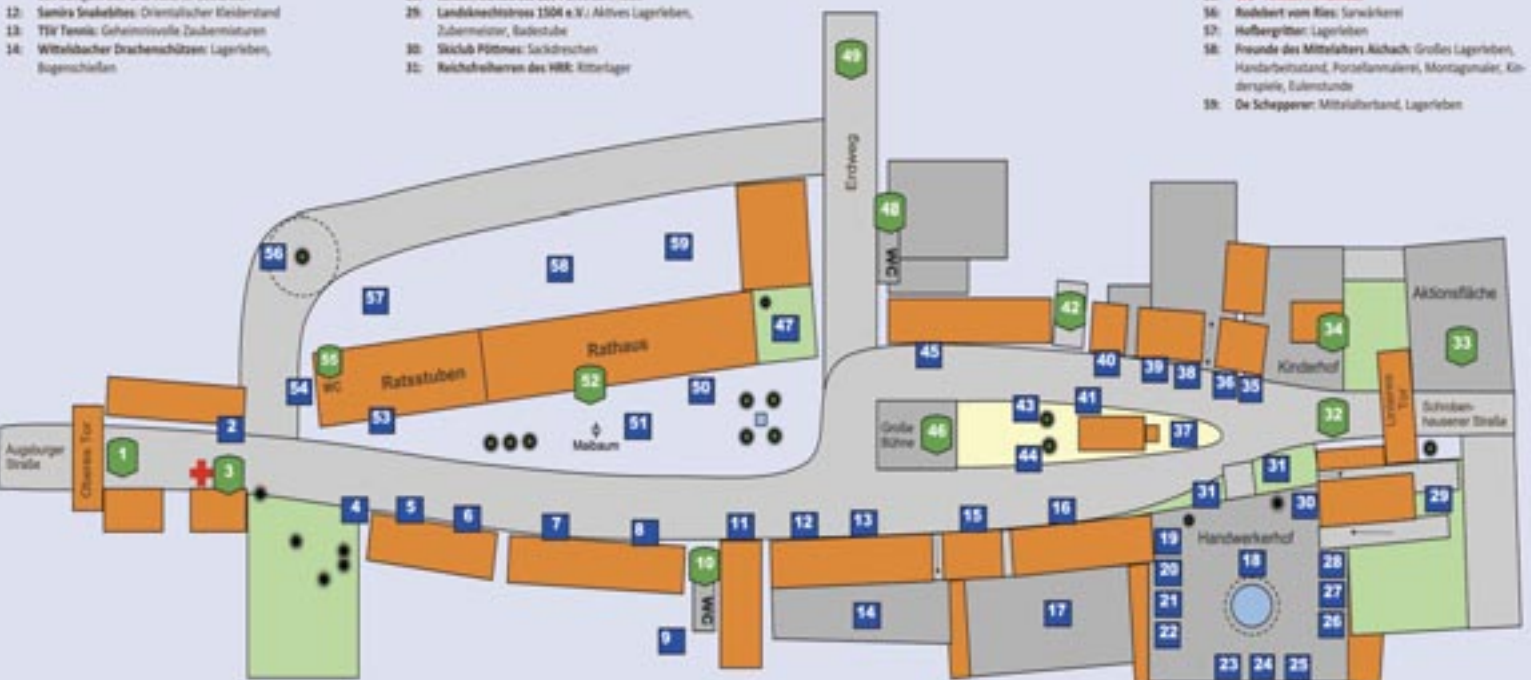 12: Samira Snakebites: Orientalischer Kleiderstand
13: TSV Tennis: Geheimnisvolle Zaubermixturen
14: Wittelsbacher Drachenschützen: Lagerleben,
Bogenschießen
29: Landsknechtstross 1504 e.V.: Aktives Lagerleben,
Zubermeister, Badestube
30: Skiclub Pöttmes: Sackdreschen
31: Reichsfreiherren des HRR: Ritterlager
56: Rodebert vom Ries: Sarwürkerei
57: Hofbergritter: Lagerleben
58: Freunde des Mittelalters Aichach: Großes Lagerleben,
Handarbeitsstand, Porzellanmalerei, Montagsmaler, Kin-
derspiele, Eulenstunde
59: De Schepperer: Mittelalterband, Lagerleben
49
Erdweg
48
WC
56
57
58
59
47
55
WC
Ratsstuben
Rathaus
52
54
53
51
50
Maibaum
2
Augsburger
Straße
Oberes Tor
1
3
45
42
40
39
38
36
35
34
Kinderhof
Aktionsfläche
33
Unteres
Tor
32
Schroben-
hausener Straße
Große
Bühne
46
43
41
44
37
4
5
6
7
8
11
12
13
15
16
31
31
30
29
10
WC
9
14
17
Handwerkerhof
18
19
20
21
22
23
24
25
26
27
28